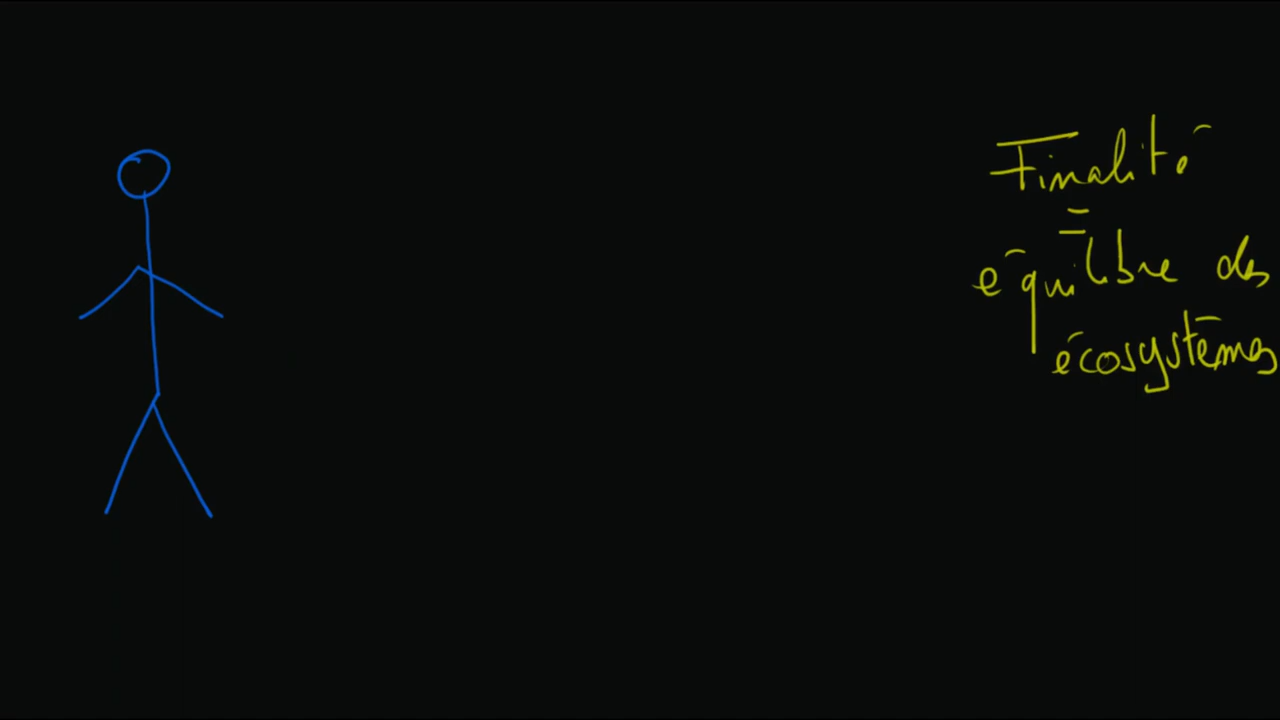 Finalité
=
équilibre des
écosystèmes